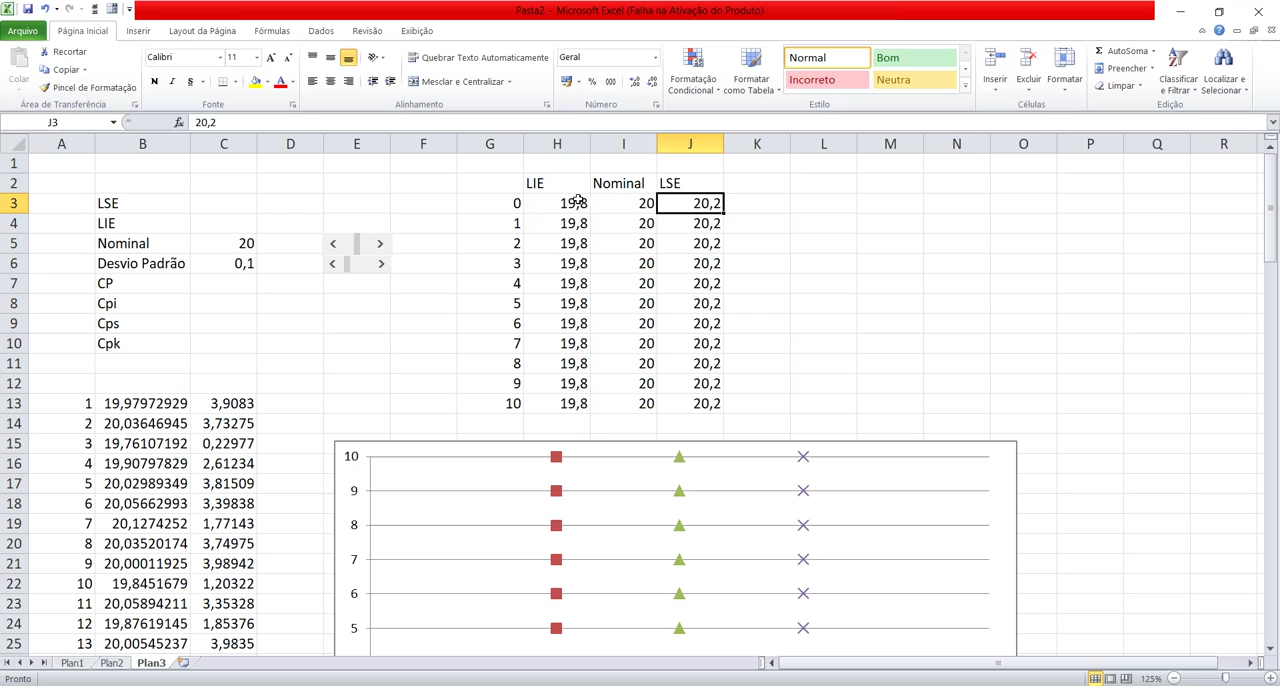 Pasta2 - Microsoft Excel (Falha na Ativação do Produto)
Arquivo Página Inicial Inserir Layout da Página Fórmulas Dados Revisão Exibição
Colar Recortar Copiar Pincel de Formatação
Calibri 11
N I S
Quebrar Texto Automaticamente
Mesclar e Centralizar
Geral
% 000
Formatação Condicional
Formatar como Tabela
Normal Bom
Incorreto Neutra
Inserir Excluir Formatar
AutoSoma
Preencher
Limpar
Classificar e Filtrar
Localizar e Selecionar
Área de Transferência Fonte Alinhamento Número Estilo Células Edição
J3 fx 20,2
A B C D E F G H I J K L M N O P Q R
1
2 LIE Nominal LSE
3 LSE 0 19,8 20 20,2
4 LIE 1 19,8 20 20,2
5 Nominal 20 2 19,8 20 20,2
6 Desvio Padrão 0,1 3 19,8 20 20,2
7 CP 4 19,8 20 20,2
8 Cpi 5 19,8 20 20,2
9 Cps 6 19,8 20 20,2
10 Cpk 7 19,8 20 20,2
11 8 19,8 20 20,2
12 9 19,8 20 20,2
13 1 19,97972929 3,9083 10 19,8 20 20,2
14 2 20,03646945 3,73275
15 3 19,76107192 0,22977
16 4 19,90797829 2,61234
17 5 20,02989349 3,81509
18 6 20,05662993 3,39838
19 7 20,1274252 1,77143
20 8 20,03520174 3,74975
21 9 20,00011925 3,98942
22 10 19,8451679 1,20322
23 11 20,05894211 3,35328
24 12 19,87619145 1,85376
25 13 20,00545237 3,9835
10
9
8
7
6
5
Plan1 Plan2 Plan3
Pronto 125%